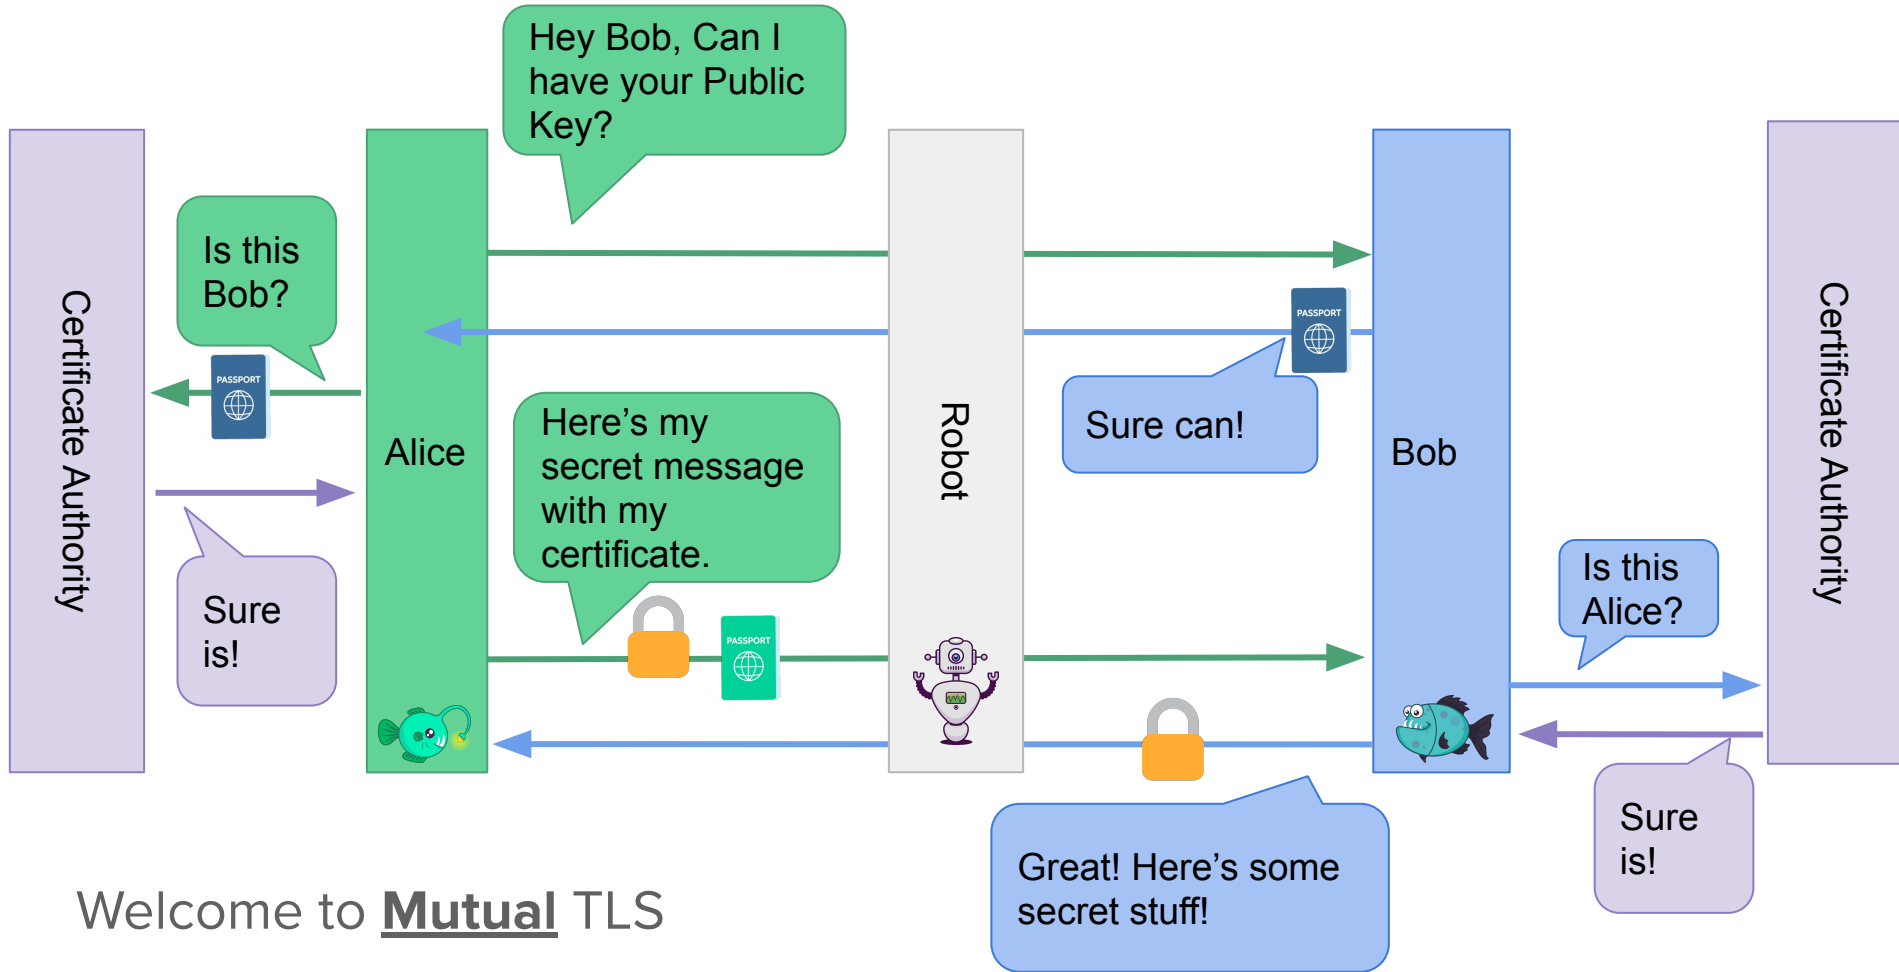 Hey Bob, Can I
have your Public
Key?
Certificate Authority
Is this
Bob?
PASSPORT
Sure
is!
Alice
Here’s my
secret message
with my
certificate.
PASSPORT
Robot
PASSPORT
Sure can!
Bob
Is this
Alice?
Certificate Authority
Sure
is!
Great! Here’s some
secret stuff!
Welcome to Mutual TLS